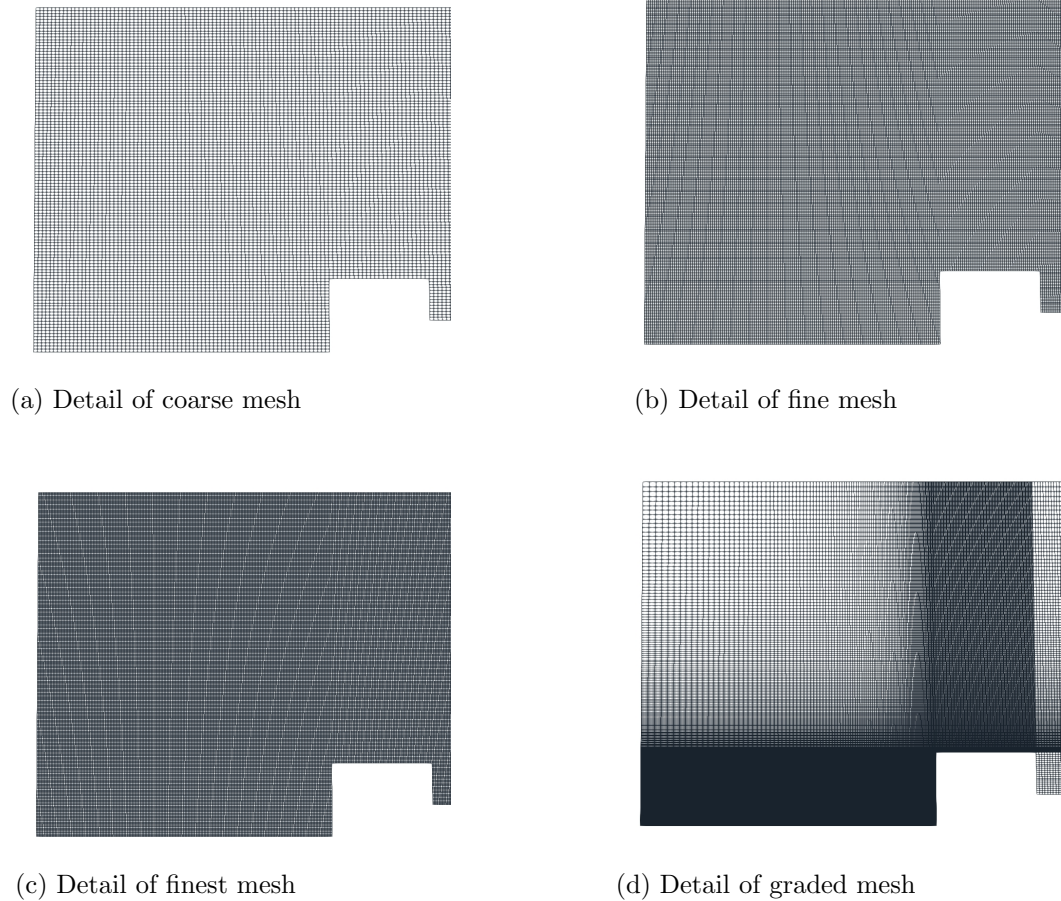 (a) Detail of coarse mesh
(b) Detail of fine mesh
(c) Detail of finest mesh
(d) Detail of graded mesh